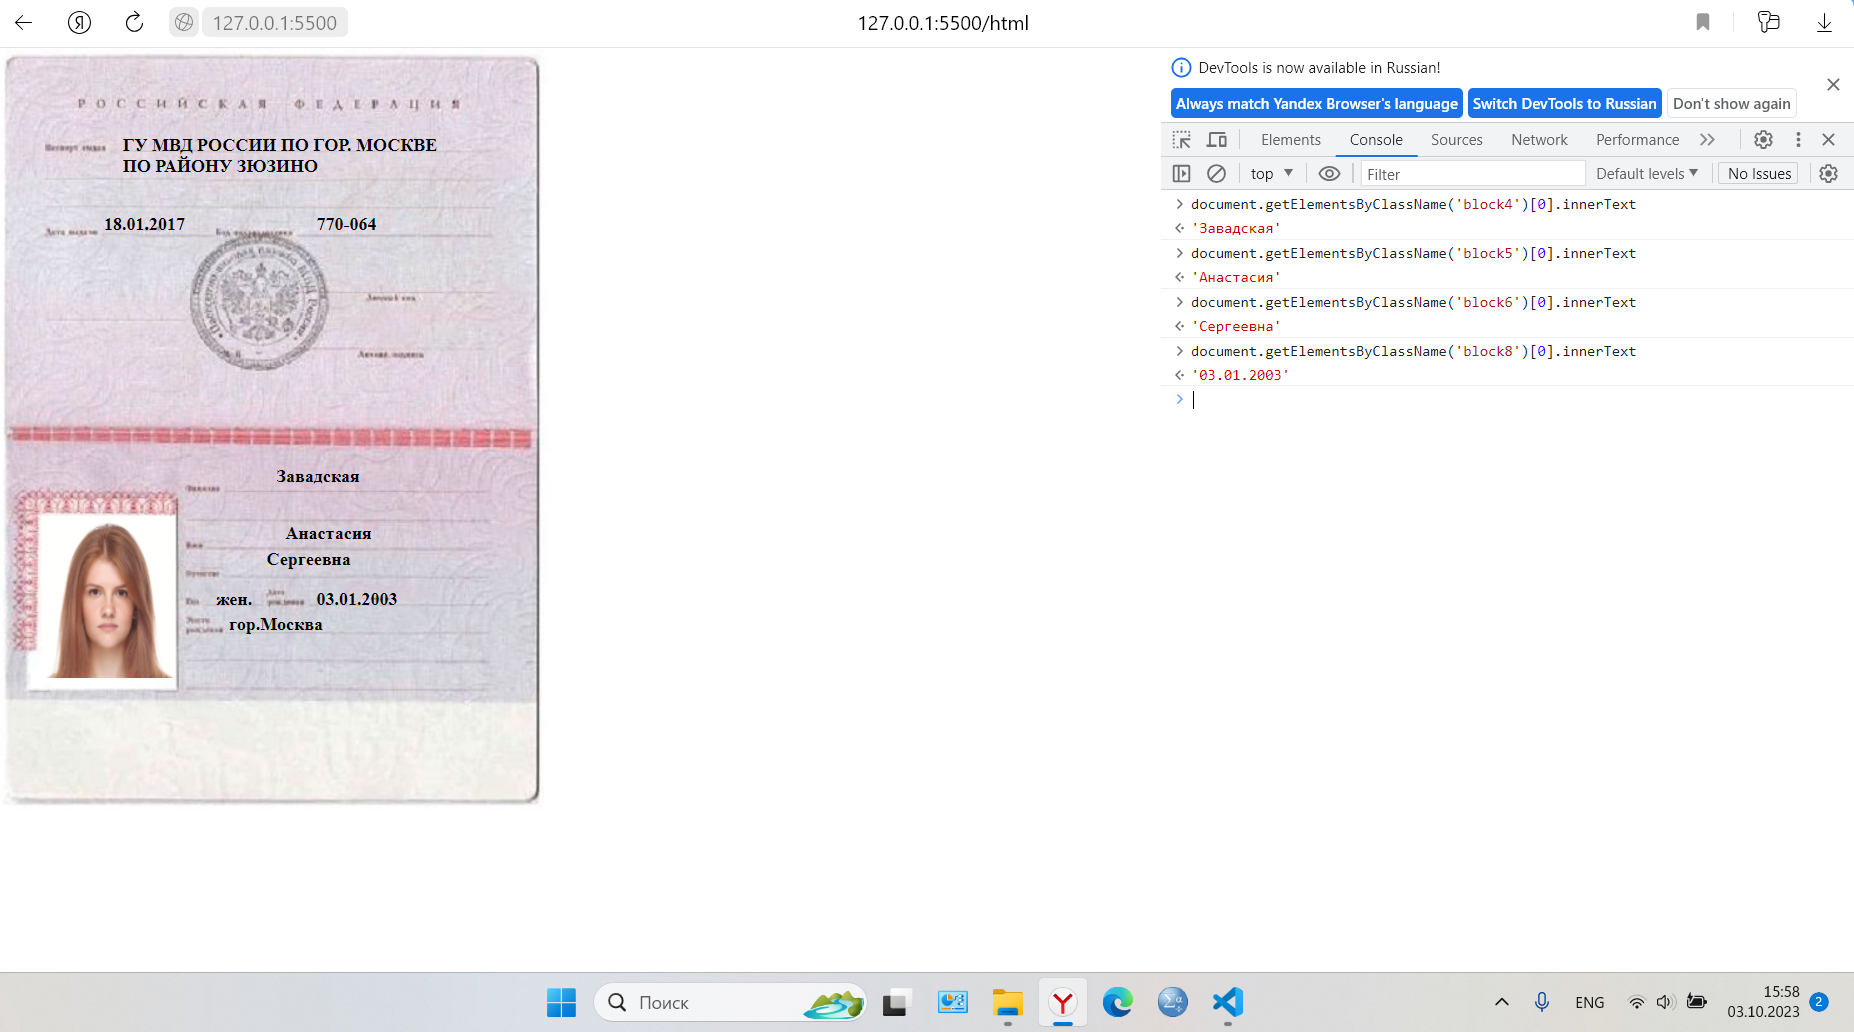 127.0.0.1:5500
127.0.0.1:5500/html
РОССИЙСКАЯ ФЕДЕРАЦИЯ
Паспорт выдан
ГУ МВД РОССИИ ПО ГОР. МОСКВЕ
ПО РАЙОНУ ЗЮЗИНО
Дата выдачи
18.01.2017
Код подразделения
770-064
Личный код
Личная подпись
Завадская
Фамилия
Анастасия
Имя
Сергеевна
Отчество
Пол
жен.
Дата
рождения
03.01.2003
Место
рождения
гор.Москва
DevTools is now available in Russian!
Always match Yandex Browser's language
Switch DevTools to Russian
Don't show again
Elements
Console
Sources
Network
Performance
top
Filter
Default levels
No Issues
document.getElementsByClassName('block4')[0].innerText
'Завадская'
document.getElementsByClassName('block5')[0].innerText
'Анастасия'
document.getElementsByClassName('block6')[0].innerText
'Сергеевна'
document.getElementsByClassName('block8')[0].innerText
'03.01.2003'
Поиск
ENG
15:58
03.10.2023
2